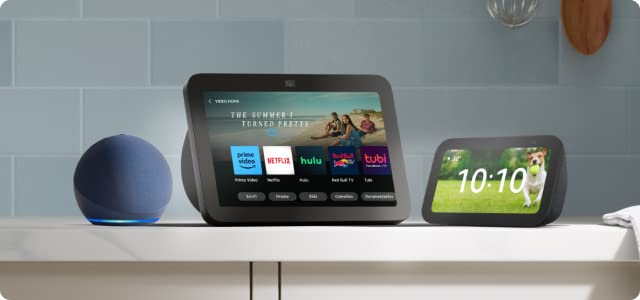 VIDEO HOME
THE SUMMER I
TURNED PRETTY
prime video
NETFLIX
hulu
Red Bull TV
tubi
Prime Video
Netflix
Hulu
Red Bull TV
Tubi
Sci-Fi
Drama
Kids
Comedies
Documentaries
10:10